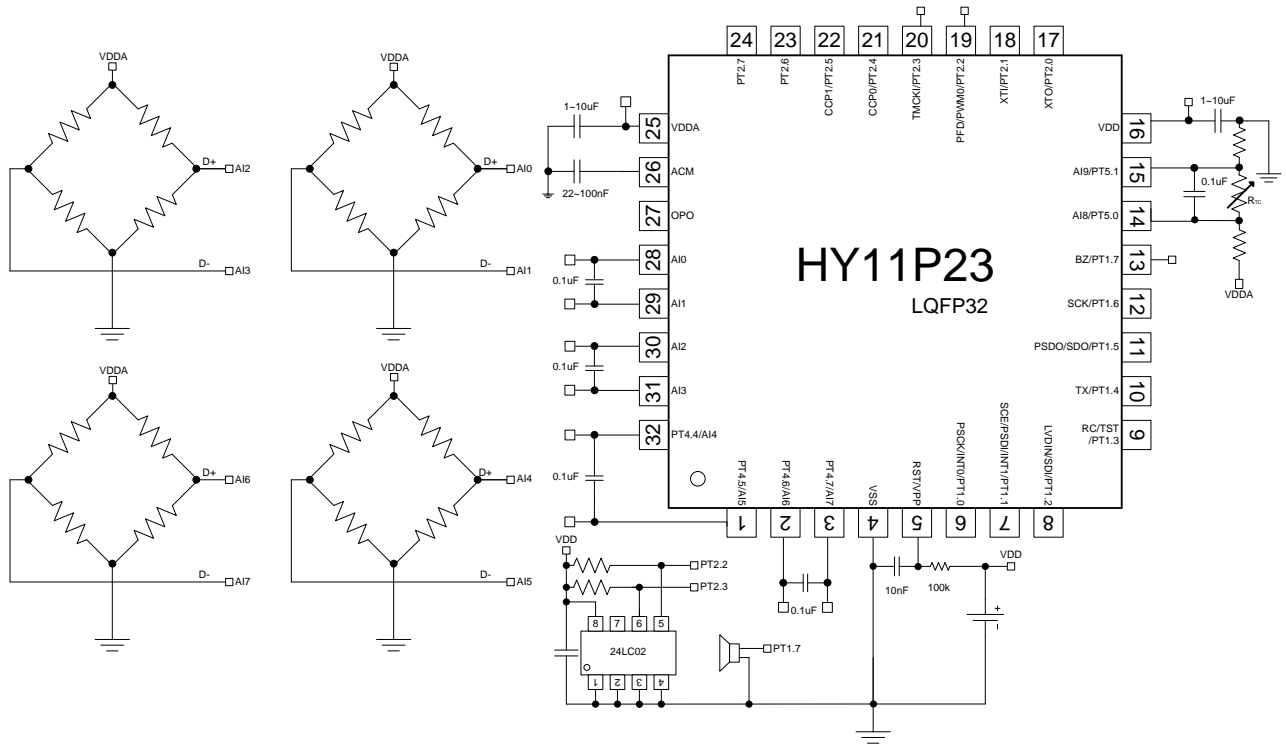 VDDA
D+
AI2
D-
AI3
VDDA
D+
AI0
D-
AI1
VDDA
D+
AI6
D-
AI7
VDDA
D+
AI4
D-
AI5
24
23
22
21
20
19
18
17
PT2.7
PT2.6
CCP1/PT2.5
CCP0/PT2.4
TMCKI/PT2.3
PFD/PWM0/PT2.2
XTI/PT2.1
XTO/PT2.0
1~10uF
25
VDDA
22~100nF
26
ACM
27
OPO
28
AI0
0.1uF
29
AI1
30
AI2
0.1uF
31
AI3
32
PT4.4/AI4
0.1uF
HY11P23
LQFP32
VDD
16
1~10uF
AI9/PT5.1
15
0.1uF
RTC
AI8/PT5.0
14
BZ/PT1.7
13
VDDA
SCK/PT1.6
12
PSDO/SDO/PT1.5
11
TX/PT1.4
10
RC/TST
/PT1.3
9
PT4.5/AI5
PT4.6/AI6
PT4.7/AI7
VSS
RST/VPP
PSCK/INT0/PT1.0
SCE/PSDI/INT1/PT1.1
LVDIN/SDI/PT1.2
1
2
3
4
5
6
7
8
0.1uF
10nF
100k
VDD
+
-
VDD
PT2.2
PT2.3
8
7
6
5
24LC02
1
2
3
4
PT1.7